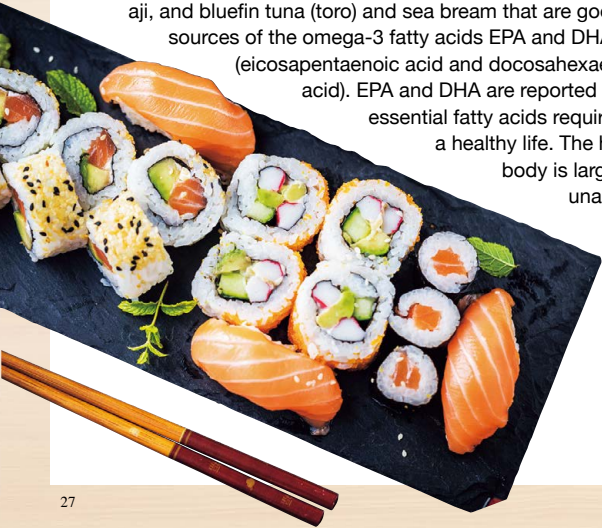 aji, and bluefin tuna (toro) and sea bream that are goo
sources of the omega-3 fatty acids EPA and DHA
(eicosapentaenoic acid and docosahexae
acid). EPA and DHA are reported
essential fatty acids requir
a healthy life. The
body is larg
una
27